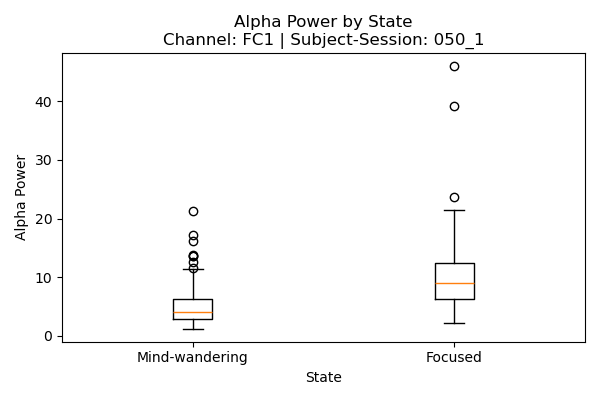 Alpha Power by State
Channel: FC1 | Subject-Session: 050_1
Alpha Power
40
30
20
10
0
Mind-wandering
Focused
State